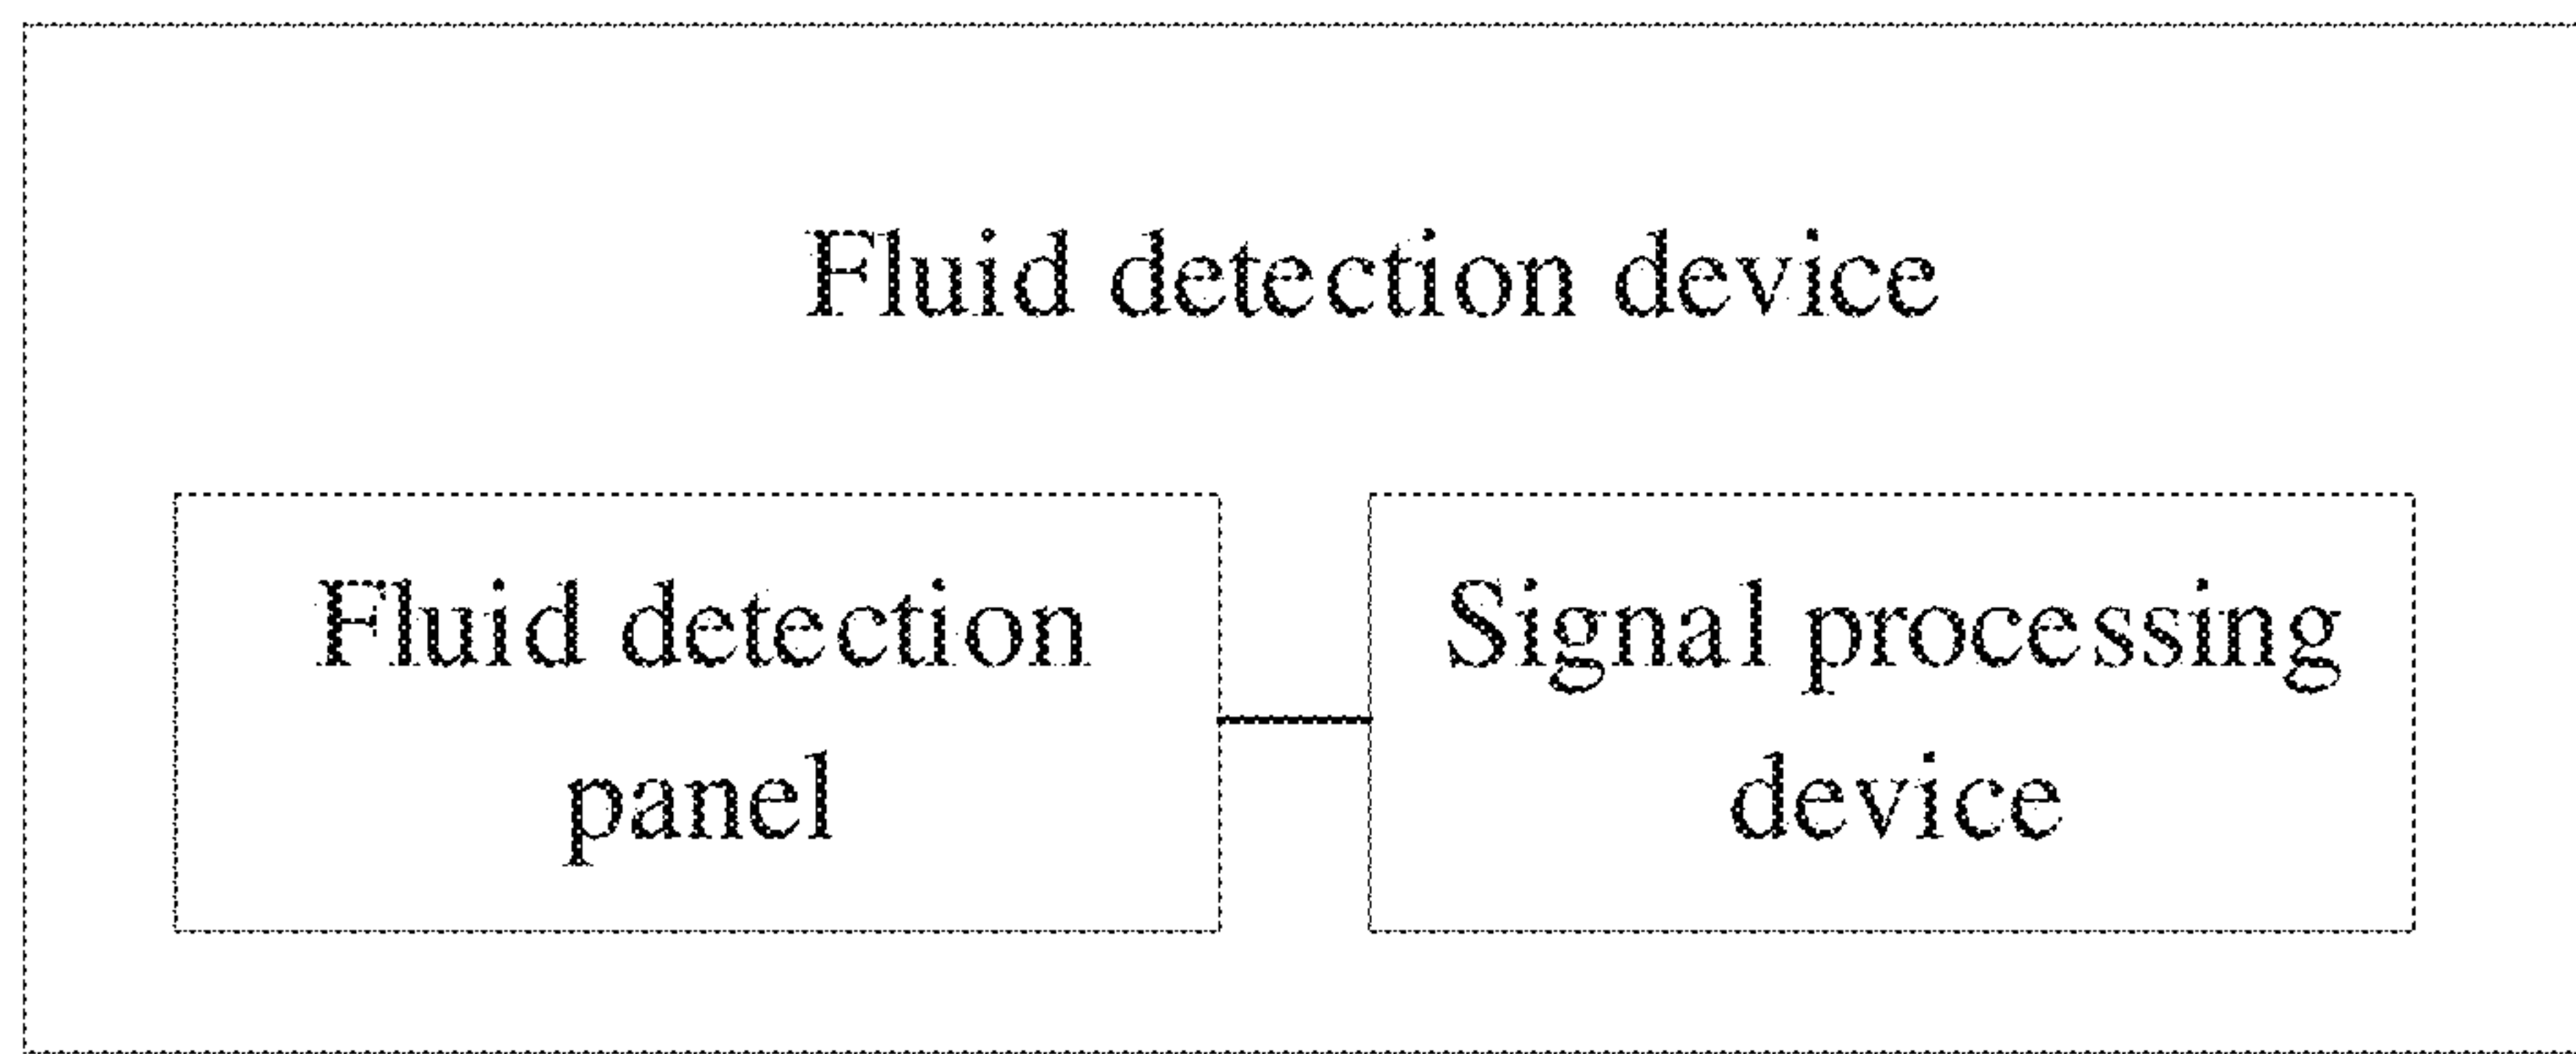 Fluid detection device
Fluid detection
panel
Signal processing
device